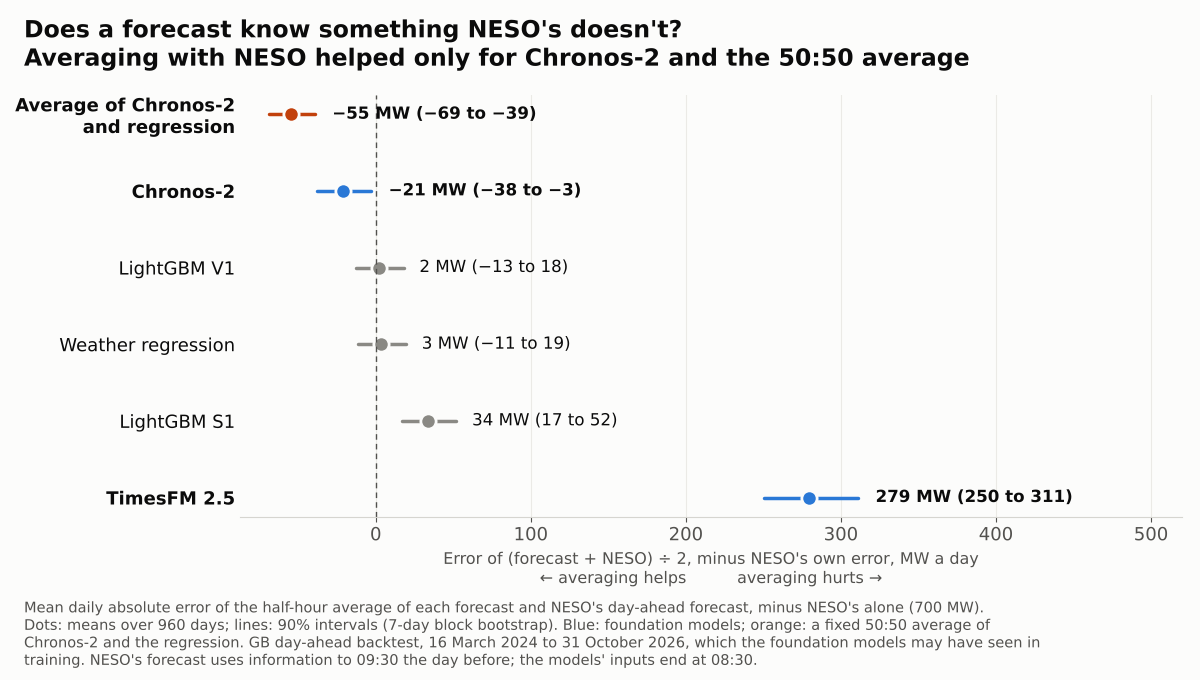 Does a forecast know something NESO's doesn't?
Averaging with NESO helped only for Chronos-2 and the 50:50 average
Average of Chronos-2
and regression
−55 MW (−69 to −39)
Chronos-2
−21 MW (−38 to −3)
LightGBM V1
2 MW (−13 to 18)
Weather regression
3 MW (−11 to 19)
LightGBM S1
34 MW (17 to 52)
TimesFM 2.5
279 MW (250 to 311)
0 100 200 300 400 500
Error of (forecast + NESO) ÷ 2, minus NESO's own error, MW a day
← averaging helps averaging hurts →
Mean daily absolute error of the half-hour average of each forecast and NESO's day-ahead forecast, minus NESO's alone (700 MW).
Dots: means over 960 days; lines: 90% intervals (7-day block bootstrap). Blue: foundation models; orange: a fixed 50:50 average of
Chronos-2 and the regression. GB day-ahead backtest, 16 March 2024 to 31 October 2026, which the foundation models may have seen in
training. NESO's forecast uses information to 09:30 the day before; the models' inputs end at 08:30.